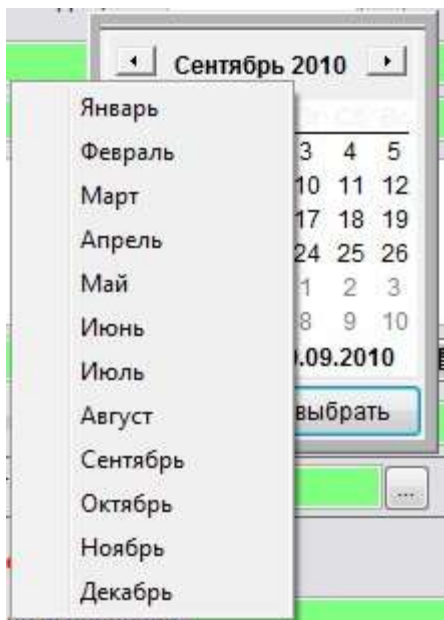 Сентябрь 2010
Январь
Февраль
Март
Апрель
Май
Июнь
Июль
Август
Сентябрь
Октябрь
Ноябрь
Декабрь
3 4 5
10 11 12
17 18 19
24 25 26
1 2 3
8 9 10
.09.2010
выбрать
...